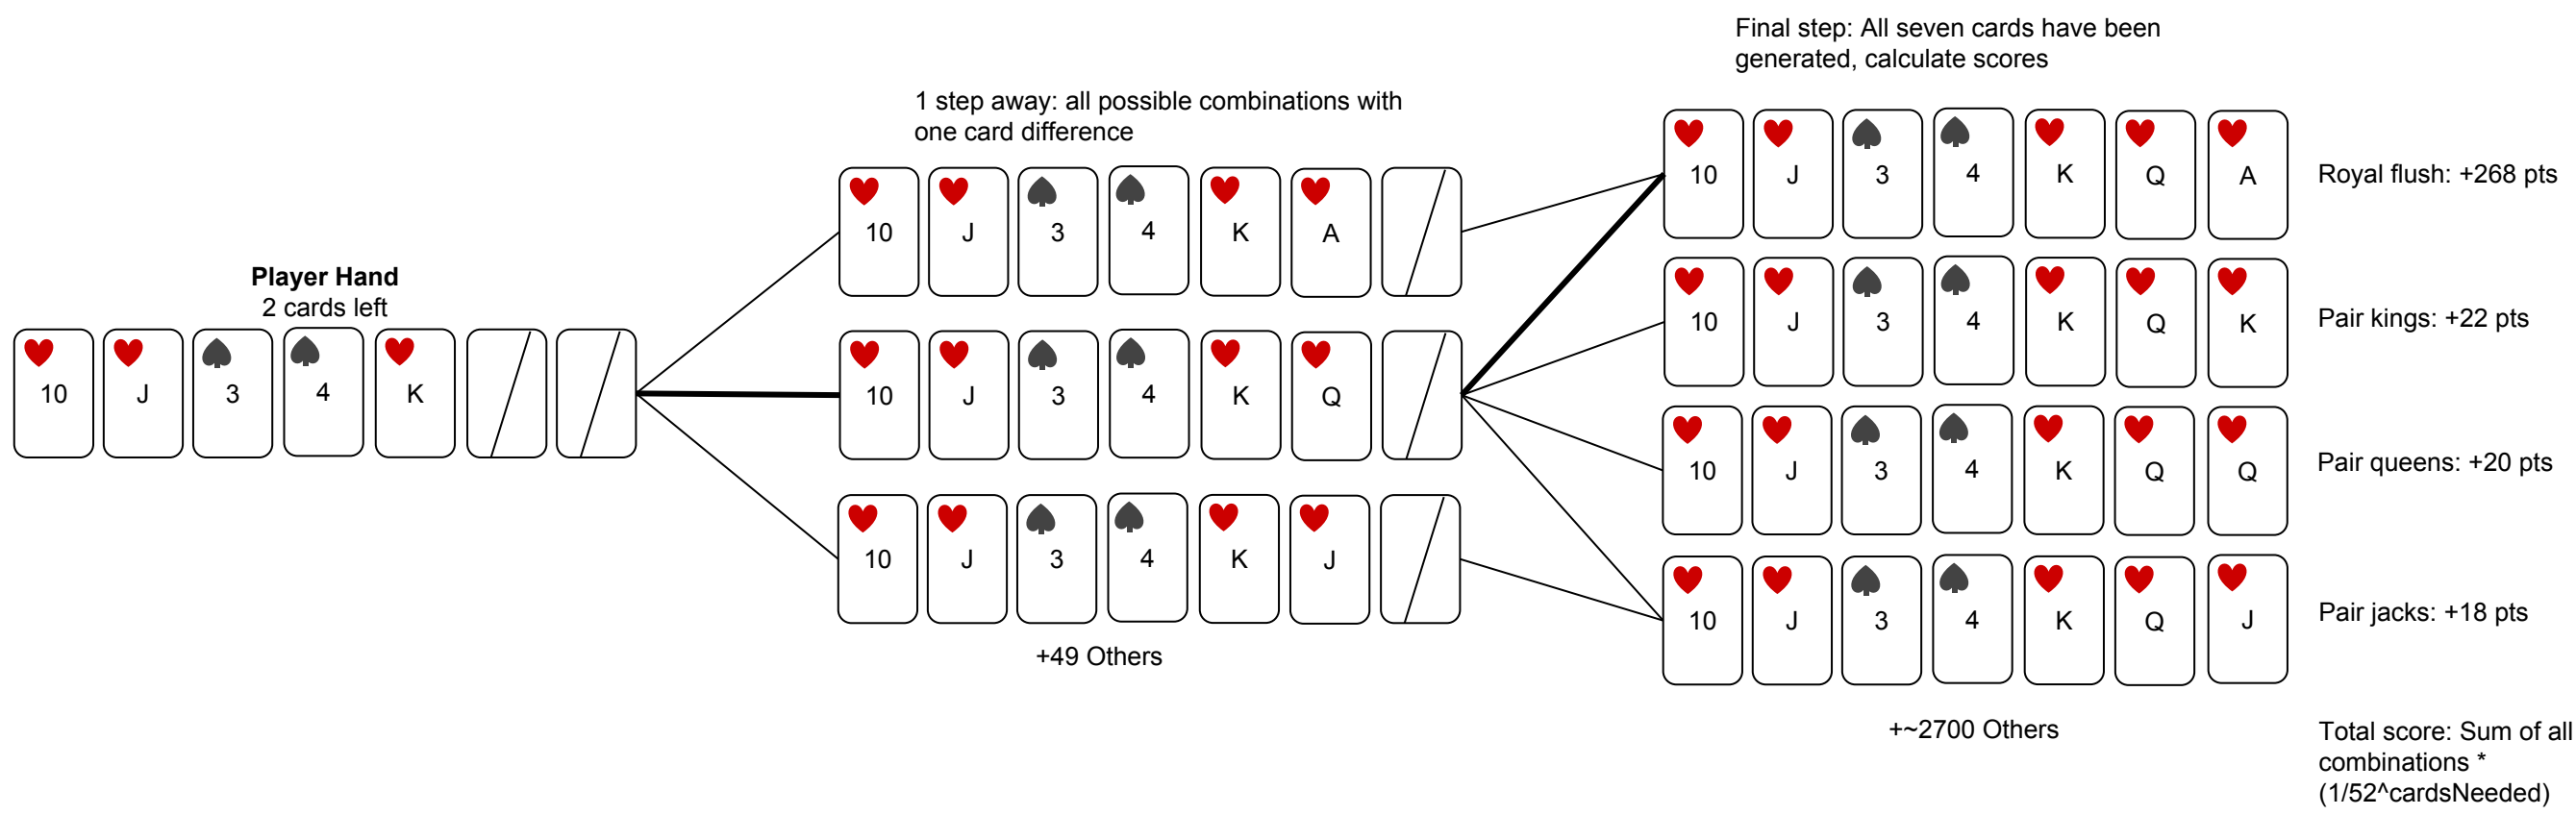 Final step: All seven cards have been
generated, calculate scores
1 step away: all possible combinations with
one card difference
Player Hand
2 cards left
10 J 3 4 K
10 J 3 4 K A
10 J 3 4 K Q
10 J 3 4 K J
+49 Others
10 J 3 4 K Q A
Royal flush: +268 pts
10 J 3 4 K Q K
Pair kings: +22 pts
10 J 3 4 K Q Q
Pair queens: +20 pts
10 J 3 4 K Q J
Pair jacks: +18 pts
+~2700 Others
Total score: Sum of all
combinations *
(1/52^cardsNeeded)